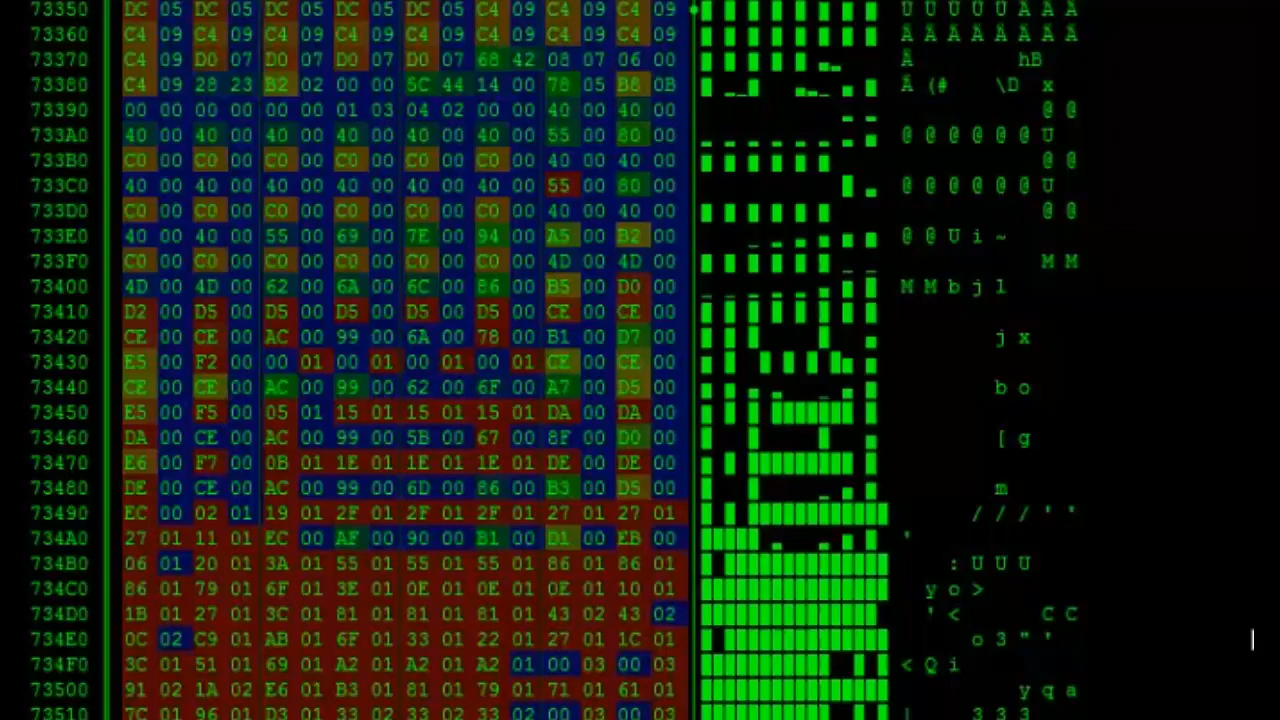 73350 DC 05 DC 05 DC 05 DC 05 DC 05 C4 09 C4 09 C4 09 Ü Ü Ü Ü Ü Ä Ä Ä
73360 C4 09 C4 09 C4 09 C4 09 C4 09 C4 09 C4 09 C4 09 Ä Ä Ä Ä Ä Ä Ä Ä
73370 C4 09 D0 07 D0 07 D0 07 D0 07 68 42 08 07 06 00 Ä hB
73380 C4 09 28 23 B2 02 00 00 5C 44 14 00 78 05 B8 0B Ä (# \D x
73390 00 00 00 00 00 00 01 03 04 02 00 00 40 00 40 00 @ @
733A0 40 00 40 00 40 00 40 00 40 00 40 00 55 00 80 00 @ @ @ @ @ @ U
733B0 C0 00 C0 00 C0 00 C0 00 C0 00 C0 00 40 00 40 00 @ @
733C0 40 00 40 00 40 00 40 00 40 00 40 00 55 00 80 00 @ @ @ @ @ @ U
733D0 C0 00 C0 00 C0 00 C0 00 C0 00 C0 00 40 00 40 00 @ @
733E0 40 00 40 00 55 00 69 00 7E 00 94 00 A5 00 B2 00 @ @ U i ~
733F0 C0 00 C0 00 C0 00 C0 00 C0 00 C0 00 4D 00 4D 00 M M
73400 4D 00 4D 00 62 00 6A 00 6C 00 86 00 B5 00 D0 00 M M b j l
73410 D2 00 D5 00 D5 00 D5 00 D5 00 D5 00 CE 00 CE 00
73420 CE 00 CE 00 AC 00 99 00 6A 00 78 00 B1 00 D7 00 j x
73430 E5 00 F2 00 00 01 00 01 00 01 00 01 CE 00 CE 00
73440 CE 00 CE 00 AC 00 99 00 62 00 6F 00 A7 00 D5 00 b o
73450 E5 00 F5 00 05 01 15 01 15 01 15 01 DA 00 DA 00
73460 DA 00 CE 00 AC 00 99 00 5B 00 67 00 8F 00 D0 00 [ g
73470 E6 00 F7 00 0B 01 1E 01 1E 01 1E 01 DE 00 DE 00
73480 DE 00 CE 00 AC 00 99 00 6D 00 86 00 B3 00 D5 00 m
73490 EC 00 02 01 19 01 2F 01 2F 01 2F 01 27 01 27 01 / / / ' '
734A0 27 01 11 01 EC 00 AF 00 90 00 B1 00 D1 00 EB 00 '
734B0 06 01 20 01 3A 01 55 01 55 01 55 01 86 01 86 01 : U U U
734C0 86 01 79 01 6F 01 3E 01 0E 01 0E 01 0E 01 10 01 y o >
734D0 1B 01 27 01 3C 01 81 01 81 01 81 01 43 02 43 02 ' < C C
734E0 0C 02 C9 01 AB 01 6F 01 33 01 22 01 27 01 1C 01 o 3 " '
734F0 3C 01 51 01 69 01 A2 01 A2 01 A2 01 00 03 00 03 < Q i
73500 91 02 1A 02 E6 01 B3 01 81 01 79 01 71 01 61 01 y q a
73510 7C 01 96 01 D3 01 33 02 33 02 33 02 00 03 00 03 | 3 3 3